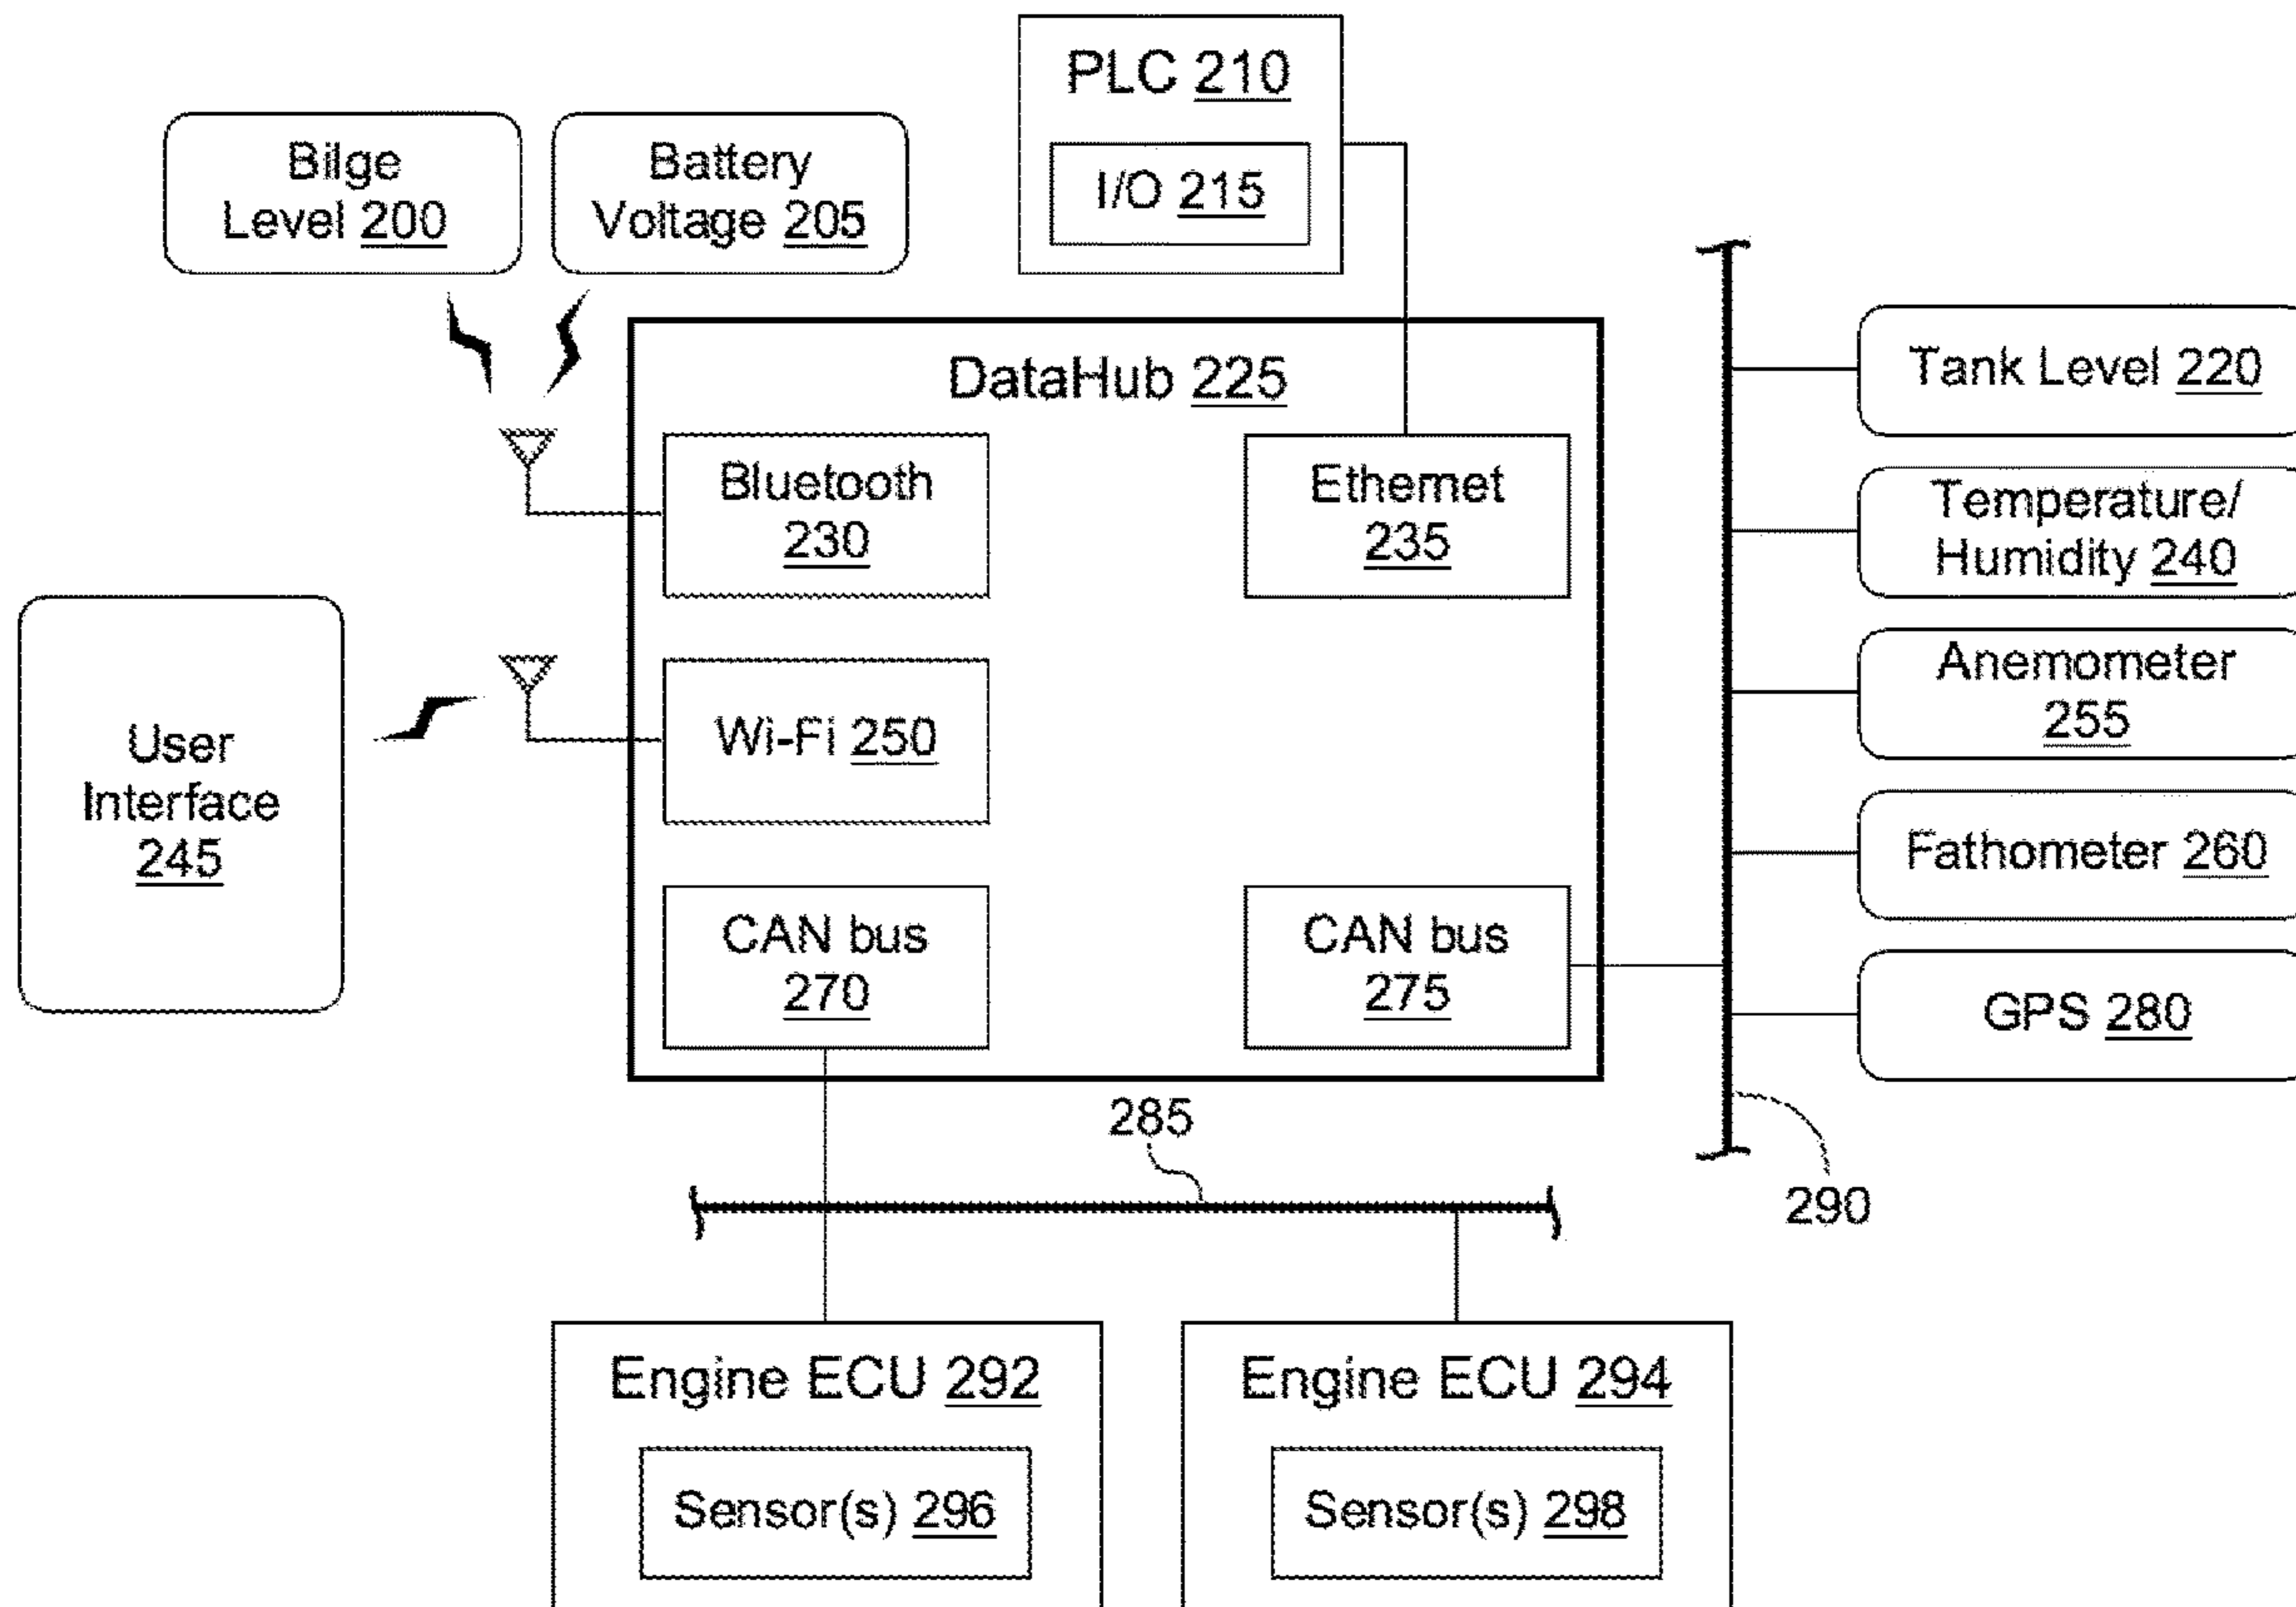 PLC 210
I/O 215
Bilge
Level 200
Battery
Voltage 205
DataHub 225
Tank Level 220
Bluetooth
230
Ethernet
235
Temperature/
Humidity 240
User
Interface
245
Wi-Fi 250
Anemometer
255
Fathometer 260
CAN bus
270
CAN bus
275
GPS 280
285
290
Engine ECU 292
Sensor(s) 296
Engine ECU 294
Sensor(s) 298